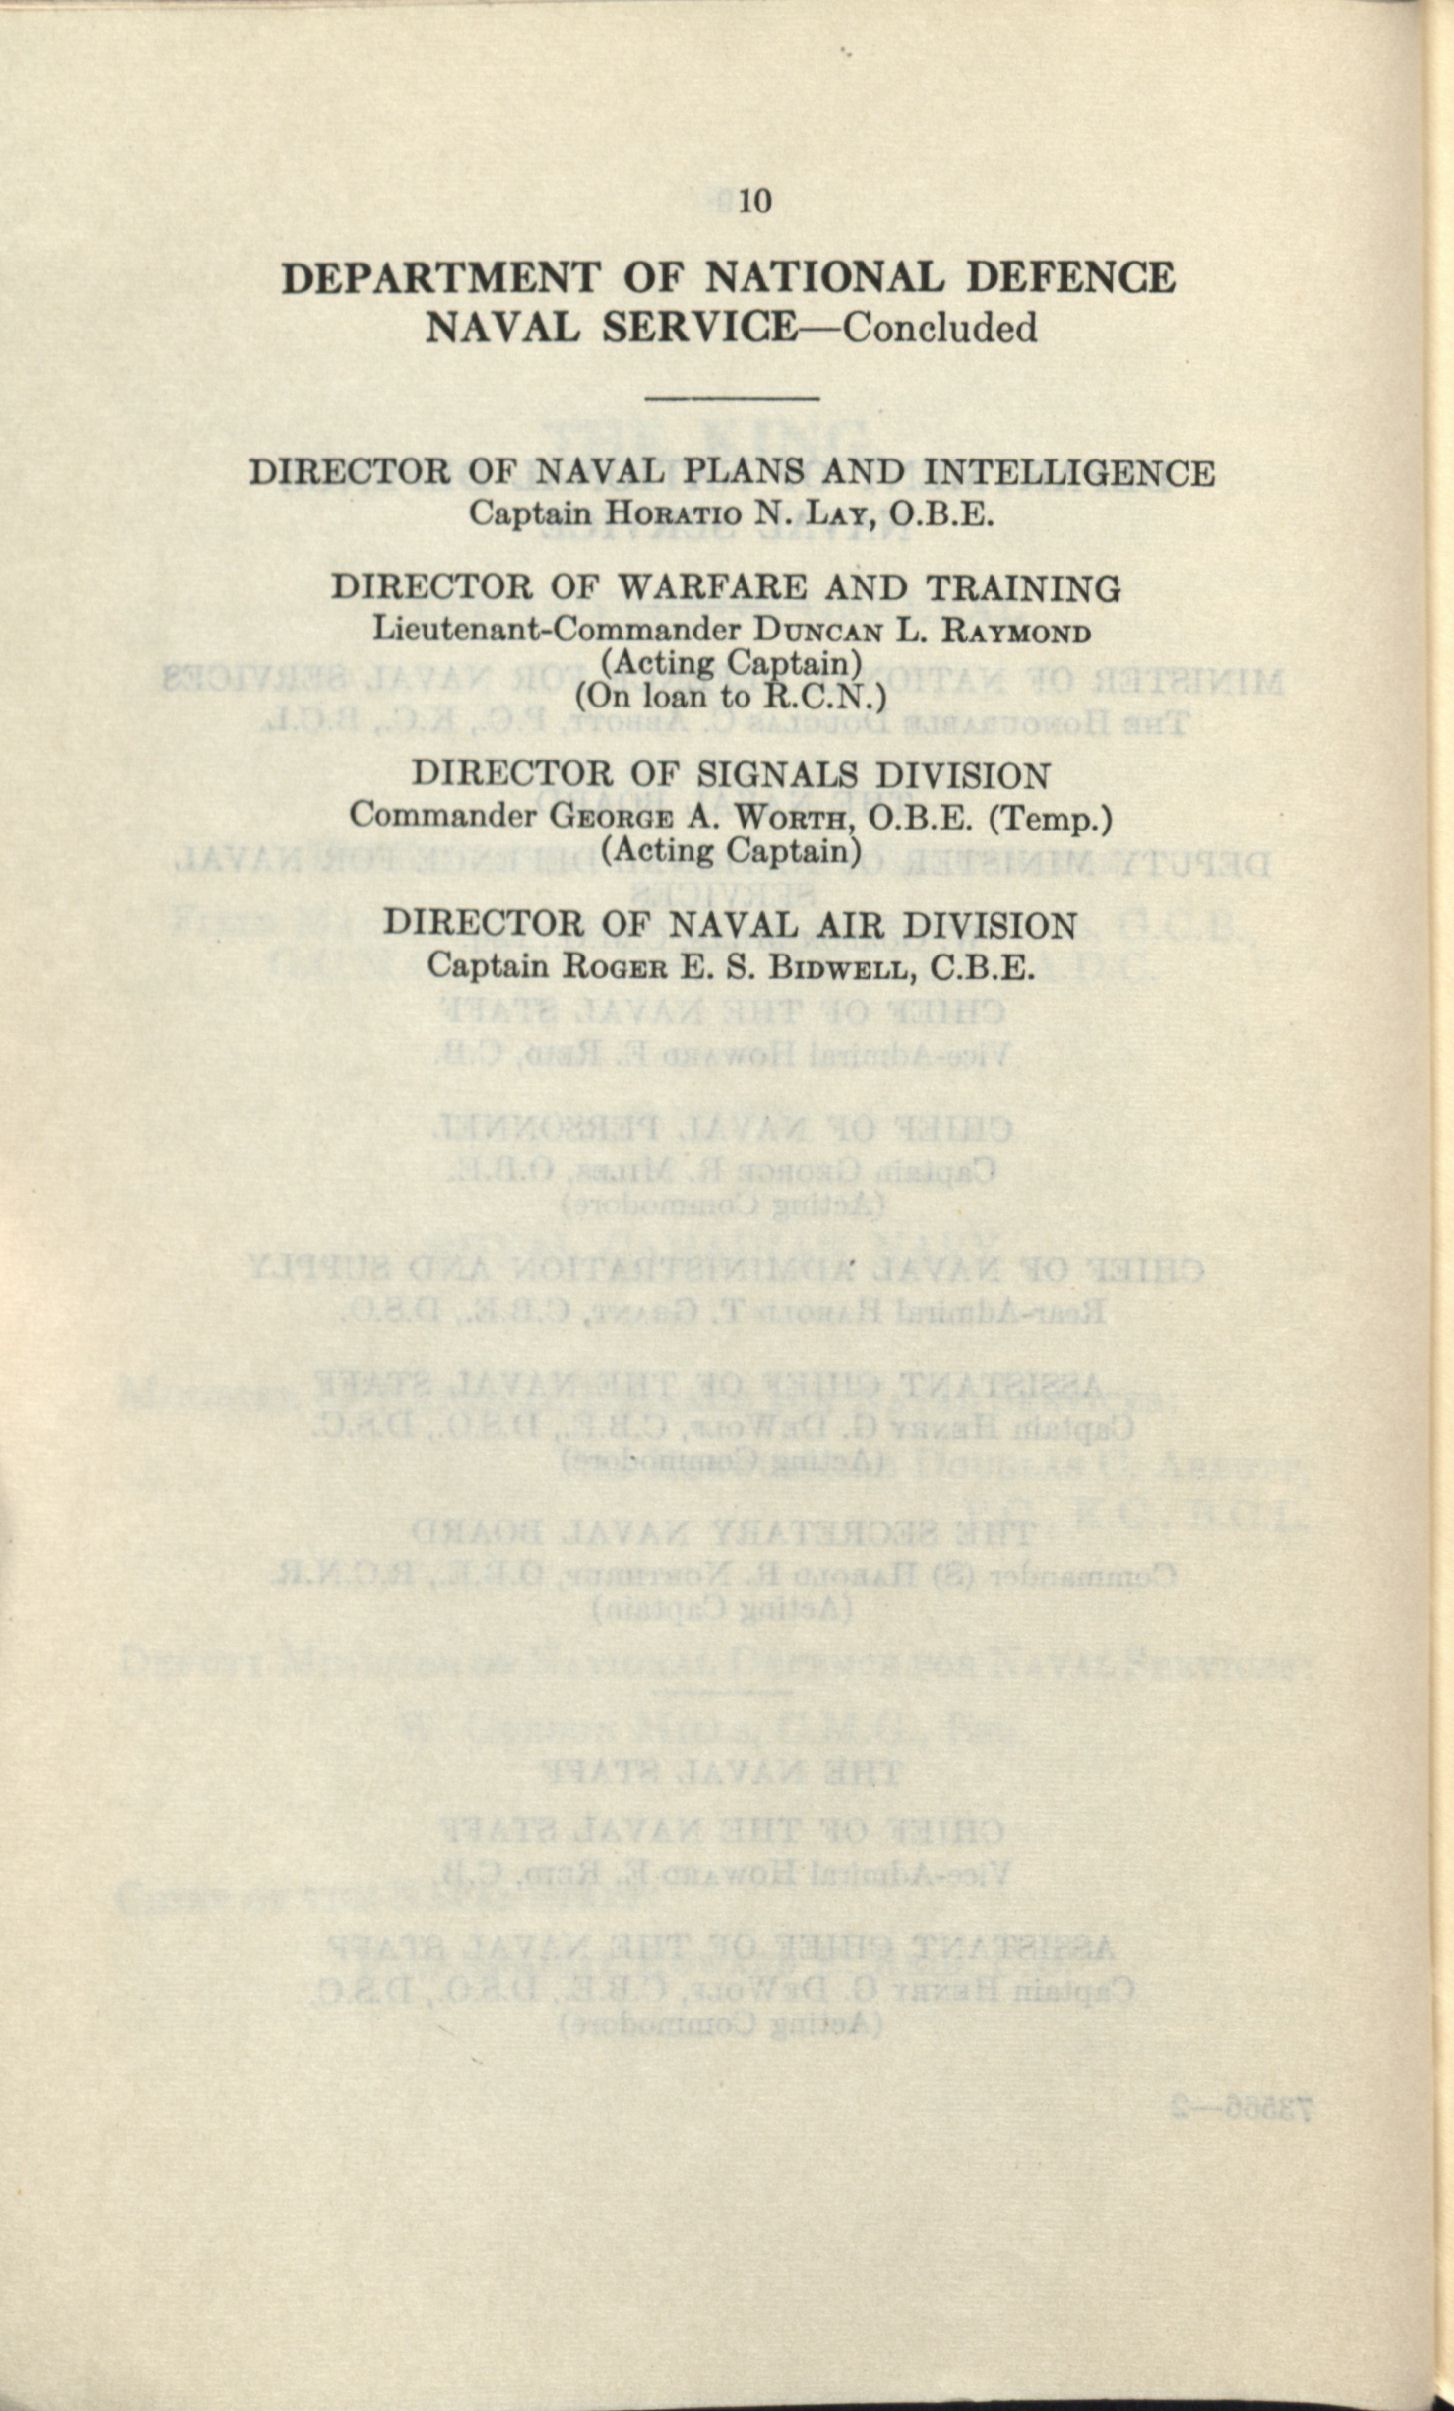 10
DEPARTMENT OF NATIONAL DEFENCE
NAVAL SERVICE—Concluded
DIRECTOR OF NAVAL PLANS AND INTELLIGENCE
Captain HORATIO N. LAY, O.B.E.
DIRECTOR OF WARFARE AND TRAINING
Lieutenant-Commander DUNCAN L. RAYMOND
(Acting Captain)
(On loan to R.C.N.)
DIRECTOR OF SIGNALS DIVISION
Commander GEORGE A. WORTH, O.B.E. (Temp.)
(Acting Captain)
DIRECTOR OF NAVAL AIR DIVISION
Captain ROGER E. S. BIDWELL, C.B.E.